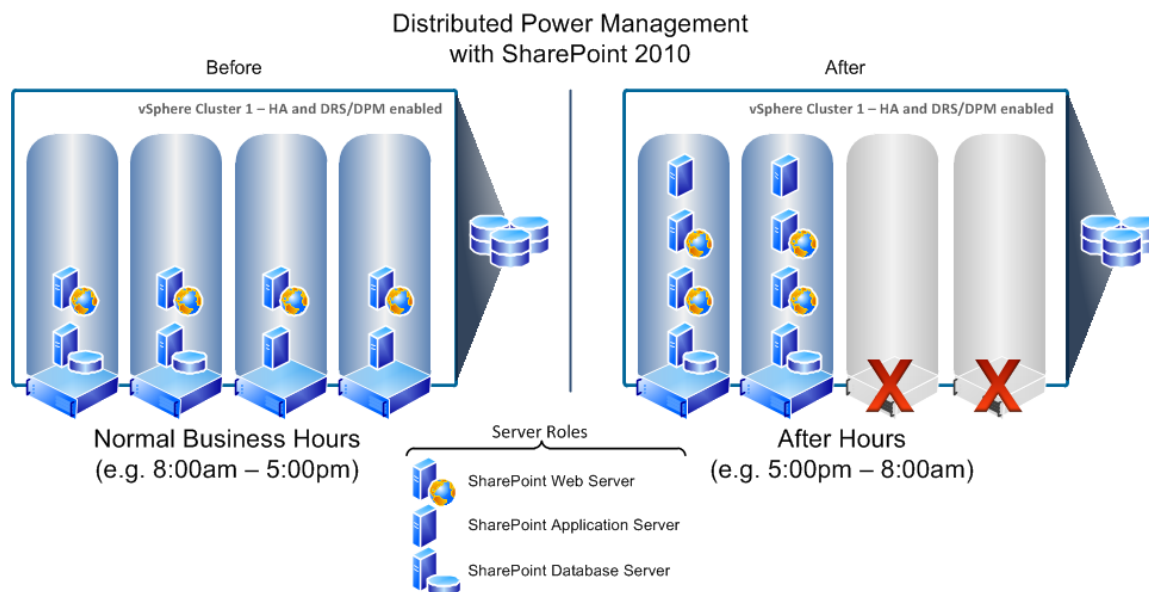 Distributed Power Management
with SharePoint 2010
Before
After
vSphere Cluster 1 – HA and DRS/DPM enabled
vSphere Cluster 1 – HA and DRS/DPM enabled
Normal Business Hours
(e.g. 8:00am – 5:00pm)
After Hours
(e.g. 5:00pm – 8:00am)
Server Roles
SharePoint Web Server
SharePoint Application Server
SharePoint Database Server